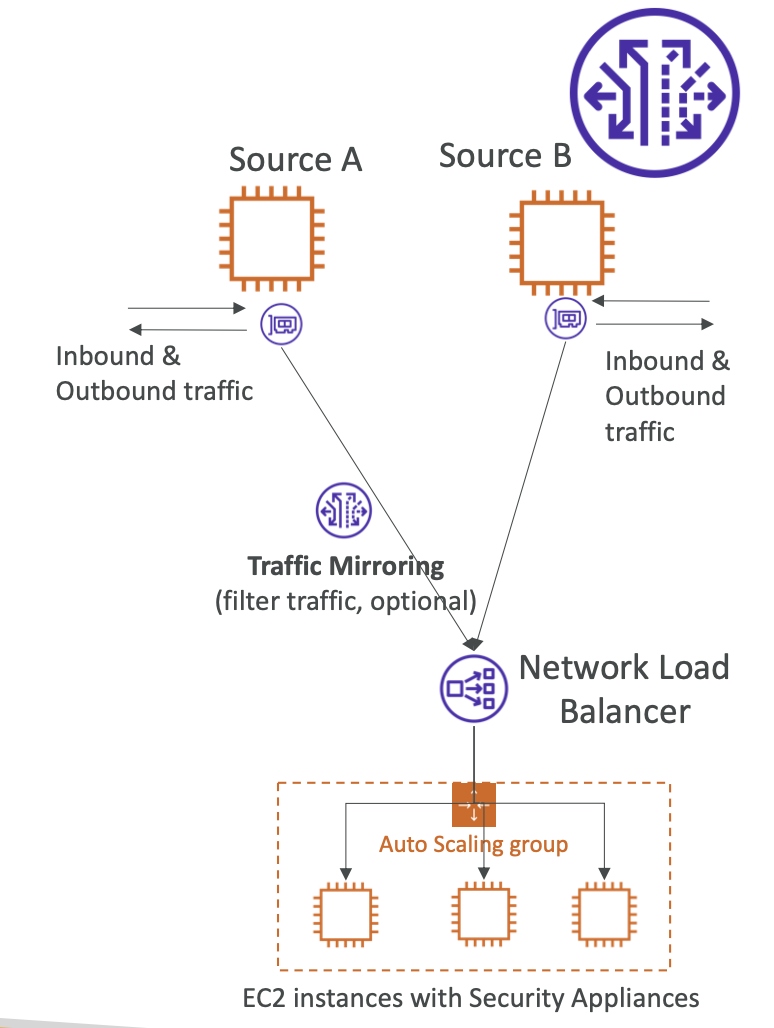 Source A
Source B
Inbound &
Outbound traffic
Inbound &
Outbound
traffic
Traffic Mirroring
(filter traffic, optional)
Network Load
Balancer
Auto Scaling group
EC2 instances with Security Appliances